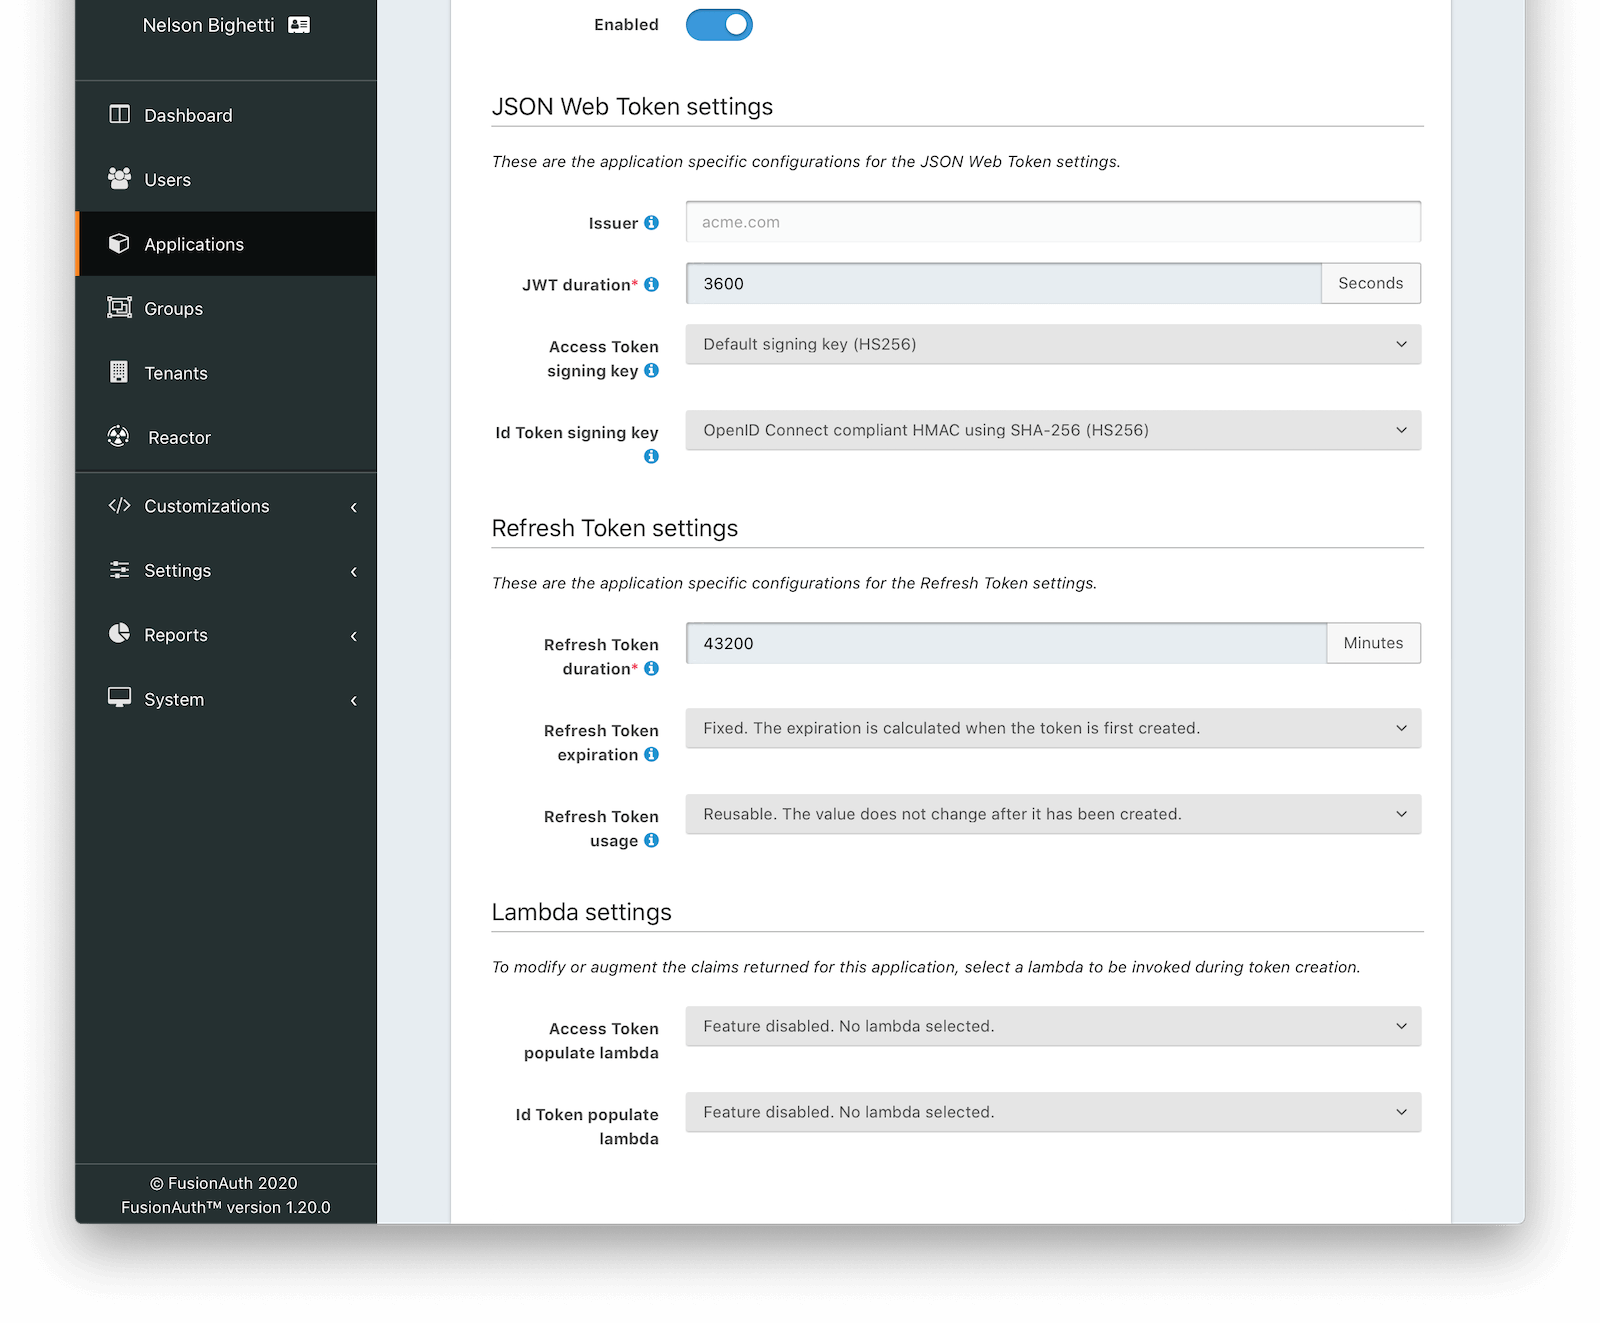 Nelson Bighetti
Dashboard
Users
Applications
Groups
Tenants
Reactor
Customizations
Settings
Reports
System
© FusionAuth 2020
FusionAuth™ version 1.20.0
Enabled
JSON Web Token settings
These are the application specific configurations for the JSON Web Token settings.
Issuer
acme.com
JWT duration*
3600
Seconds
Access Token
signing key
Default signing key (HS256)
Id Token signing key
OpenID Connect compliant HMAC using SHA-256 (HS256)
Refresh Token settings
These are the application specific configurations for the Refresh Token settings.
Refresh Token
duration*
43200
Minutes
Refresh Token
expiration
Fixed. The expiration is calculated when the token is first created.
Refresh Token
usage
Reusable. The value does not change after it has been created.
Lambda settings
To modify or augment the claims returned for this application, select a lambda to be invoked during token creation.
Access Token
populate lambda
Feature disabled. No lambda selected.
Id Token populate
lambda
Feature disabled. No lambda selected.